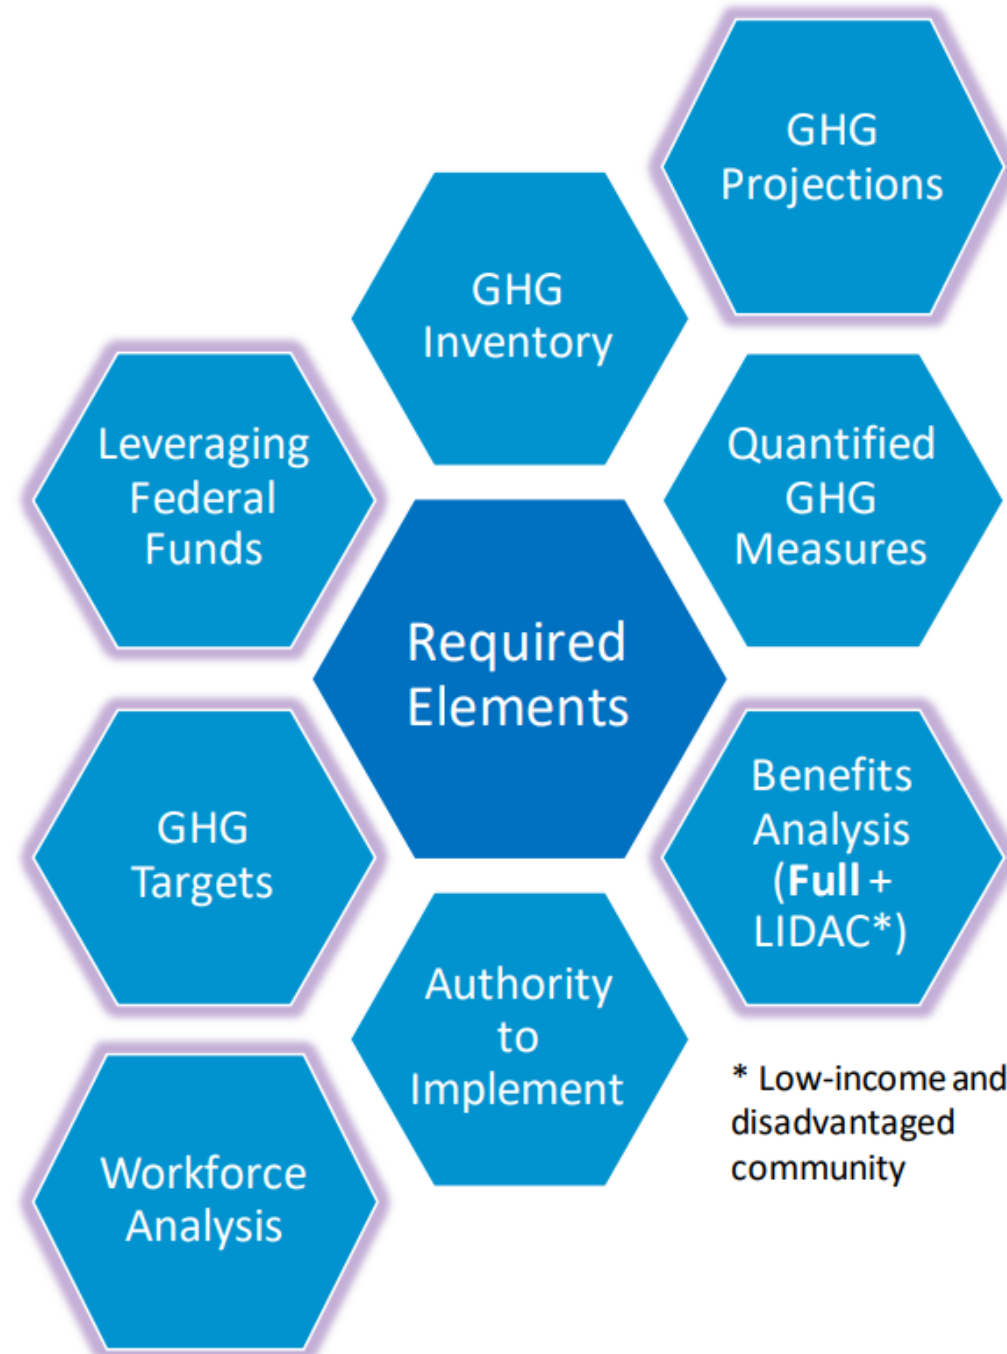 GHG
Projections
GHG
Inventory
Leveraging
Federal
Funds
Quantified
GHG
Measures
Required
Elements
GHG
Targets
Benefits
Analysis
(Full +
LIDAC*)
Authority
to
Implement
* Low-income and
disadvantaged
community
Workforce
Analysis